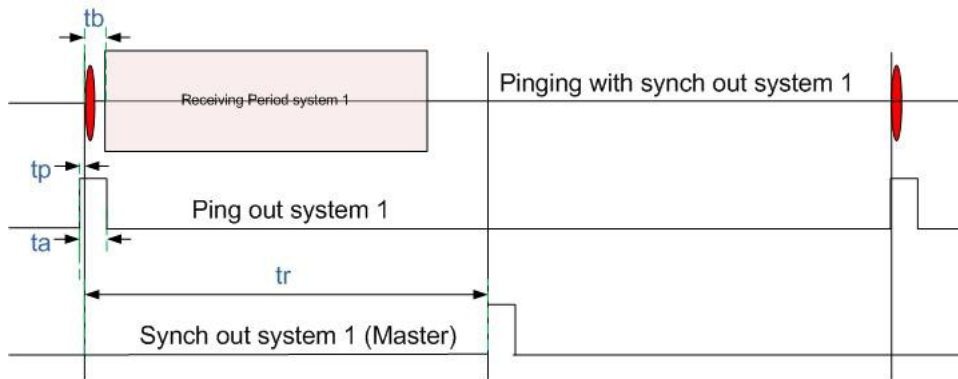 tb
Receiving Period system 1
Pinging with synch out system 1
tp
Ping out system 1
ta
tr
Synch out system 1 (Master)